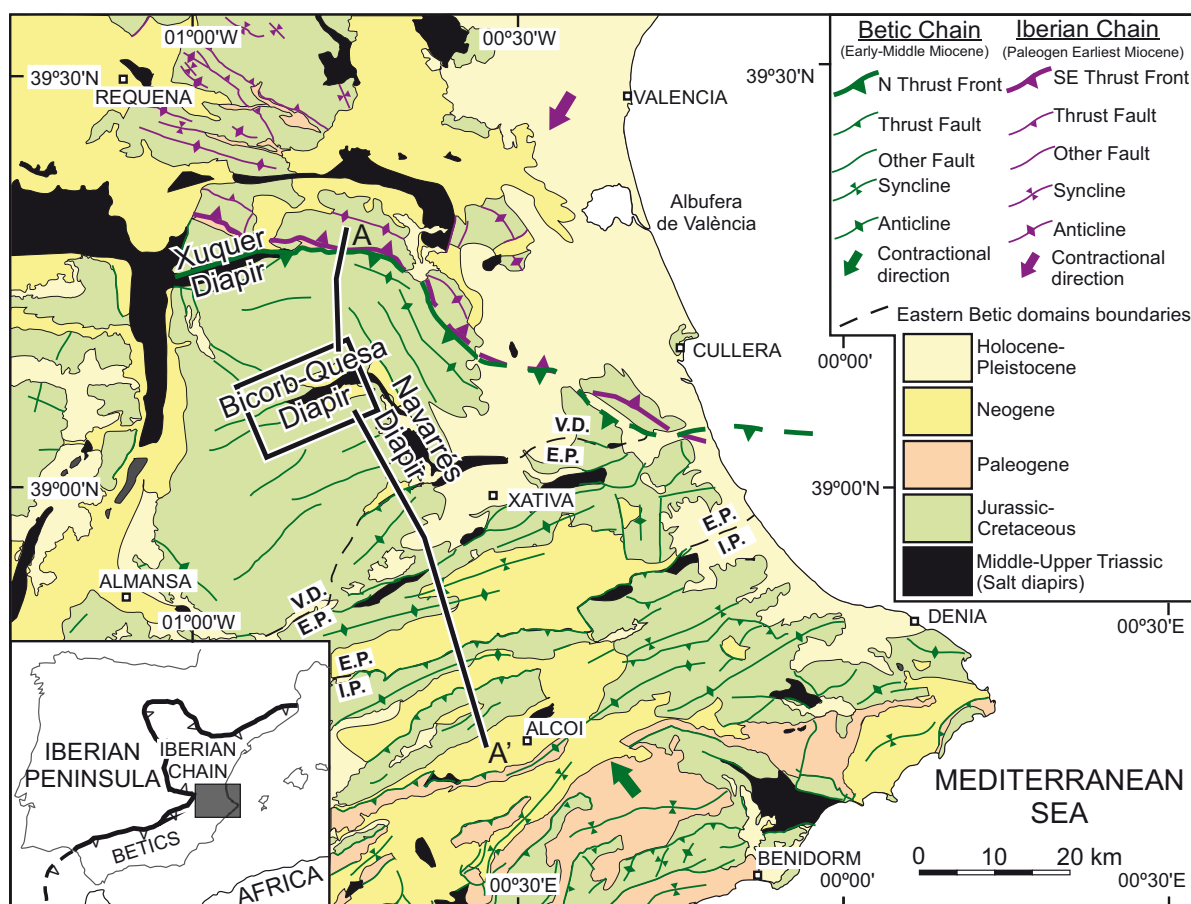 01º00'W
00º30'W
39º30'N
REQUENA
VALENCIA
39º30'N
Albufera
de València
Xuquer
Diapir
A
Bicorb-Quesa
Diapir
Navarrés
Diapir
CULLERA
00º00'
V.D.
E.P.
39º00'N
XATIVA
39º00'N
E.P.
I.P.
ALMANSA
01º00'W
V.D.
E.P.
DENIA
00º30'E
E.P.
I.P.
ALCOI
A'
MEDITERRANEAN
SEA
BENIDORM
00º30'E
00º00'
00º30'E
0 10 20 km
Betic Chain
(Early-Middle Miocene)
N Thrust Front
Thrust Fault
Other Fault
Syncline
Anticline
Contractional
direction
Iberian Chain
(Paleogen Earliest Miocene)
SE Thrust Front
Thrust Fault
Other Fault
Syncline
Anticline
Contractional
direction
Eastern Betic domains boundaries
Holocene-
Pleistocene
Neogene
Paleogene
Jurassic-
Cretaceous
Middle-Upper Triassic
(Salt diapirs)
IBERIAN
PENINSULA
IBERIAN
CHAIN
BETICS
AFRICA